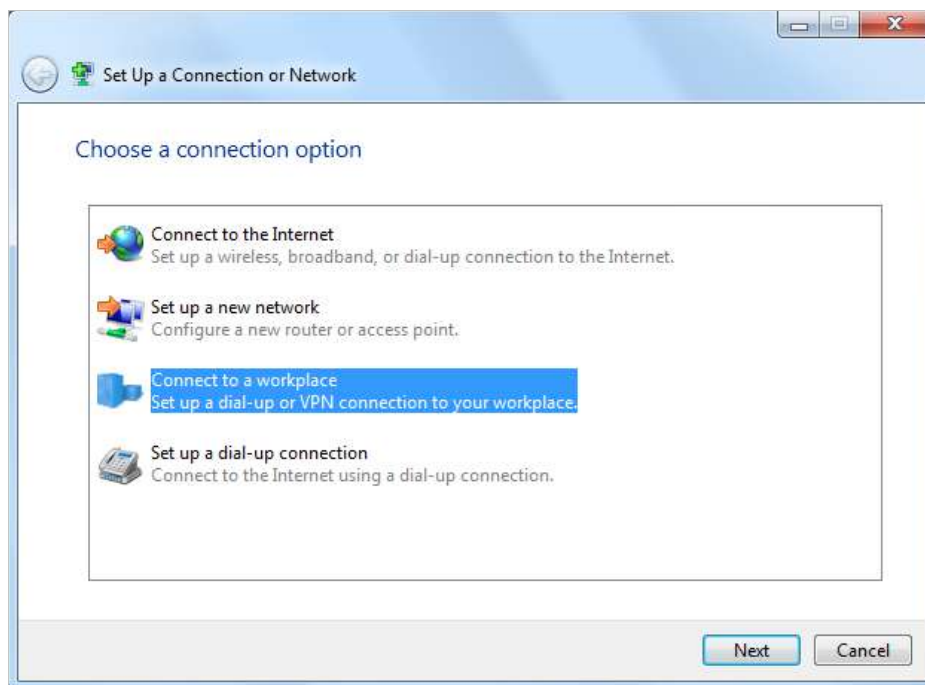 Set Up a Connection or Network
Choose a connection option
Connect to the Internet
Set up a wireless, broadband, or dial-up connection to the Internet.
Set up a new network
Configure a new router or access point.
Connect to a workplace
Set up a dial-up or VPN connection to your workplace.
Set up a dial-up connection
Connect to the Internet using a dial-up connection.
Next Cancel